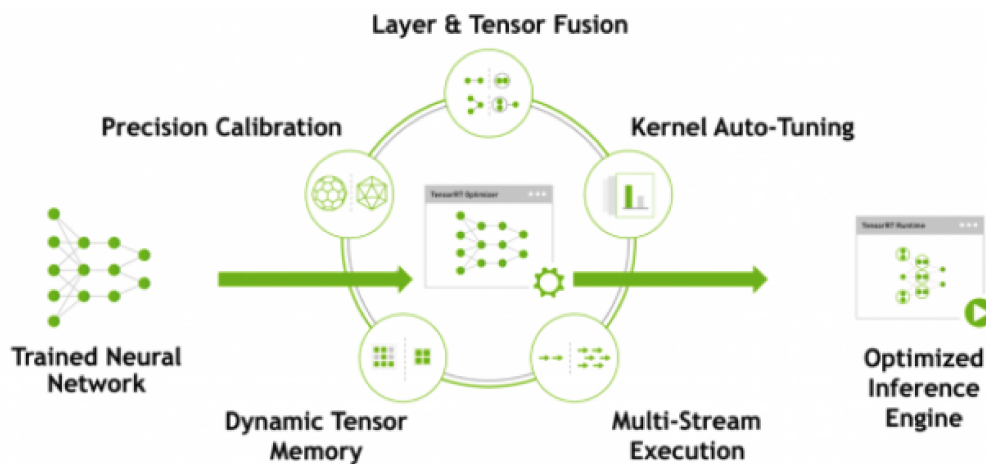 Layer & Tensor Fusion
Precision Calibration
Kernel Auto-Tuning
TensorRT Optimizer
TensorRT Runtime
Trained Neural
Network
Optimized
Inference
Engine
Dynamic Tensor
Memory
Multi-Stream
Execution